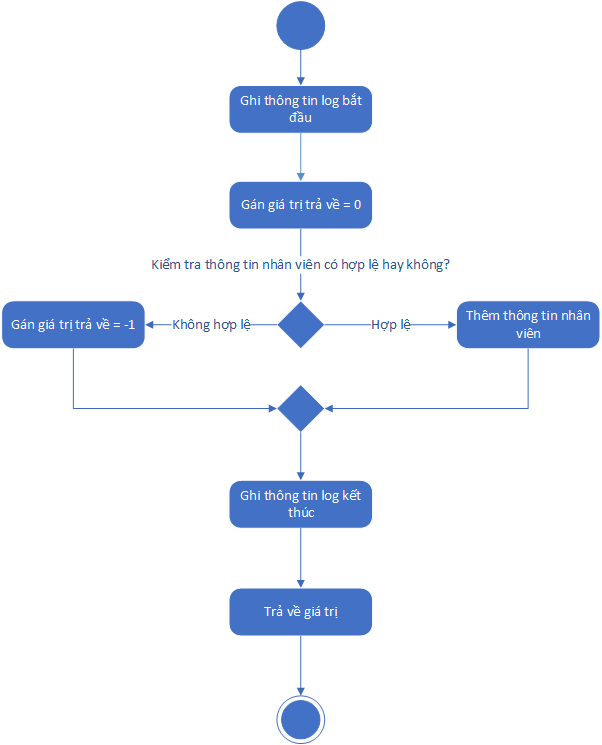 Ghi thông tin log bắt
đầu
Gán giá trị trả về = 0
Kiểm tra thông tin nhân viên có hợp lệ hay không?
Gán giá trị trả về = -1
Không hợp lệ
Hợp lệ
Thêm thông tin nhân
viên
Ghi thông tin log kết
thúc
Trả về giá trị